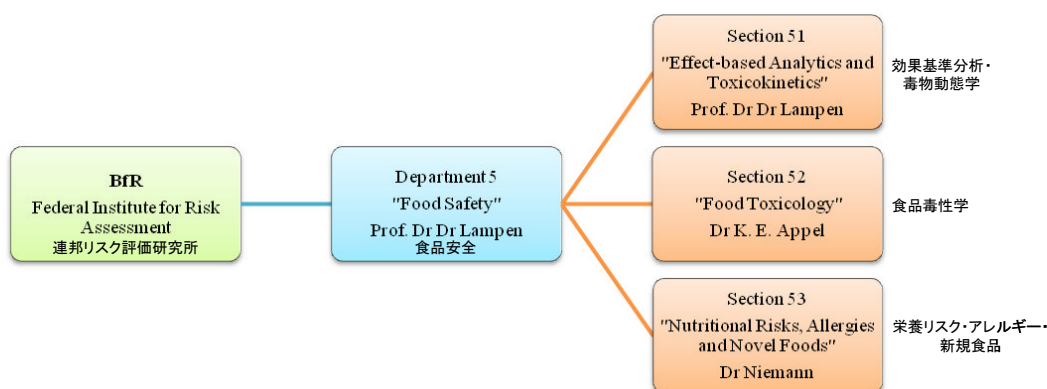 BfR
Federal Institute for Risk
Assessment
連邦リスク評価研究所
Department 5
"Food Safety"
Prof. Dr Dr Lampen
食品安全
Section 51
"Effect-based Analytics and
Toxicokinetics"
Prof. Dr Dr Lampen
効果基準分析・
毒物動態学
Section 52
"Food Toxicology"
Dr K. E. Appel
食品毒性学
Section 53
"Nutritional Risks, Allergies
and Novel Foods"
Dr Niemann
栄養リスク・アレルギー・
新規食品